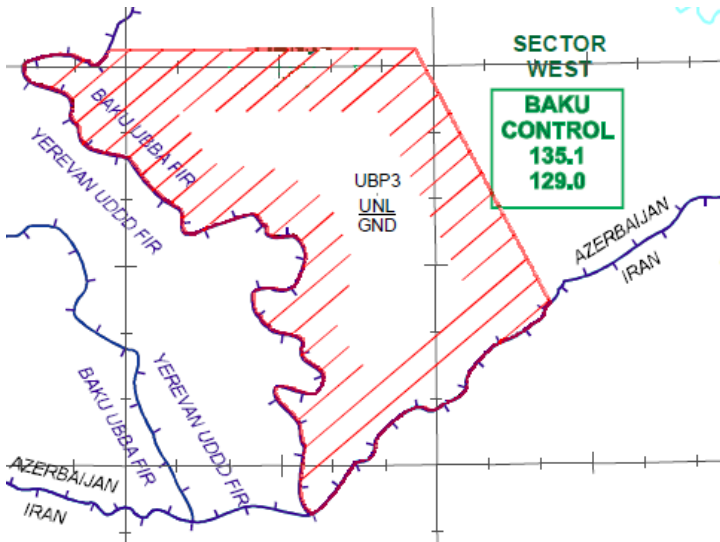 SECTOR
WEST
BAKU
CONTROL
135.1
129.0
BAKU UBBA FIR
YEREVAN UDDD FIR
UBP3
UNL
GND
AZERBAIJAN
IRAN
YEREVAN UDDD FIR
BAKU UBBA FIR
AZERBAIJAN
IRAN